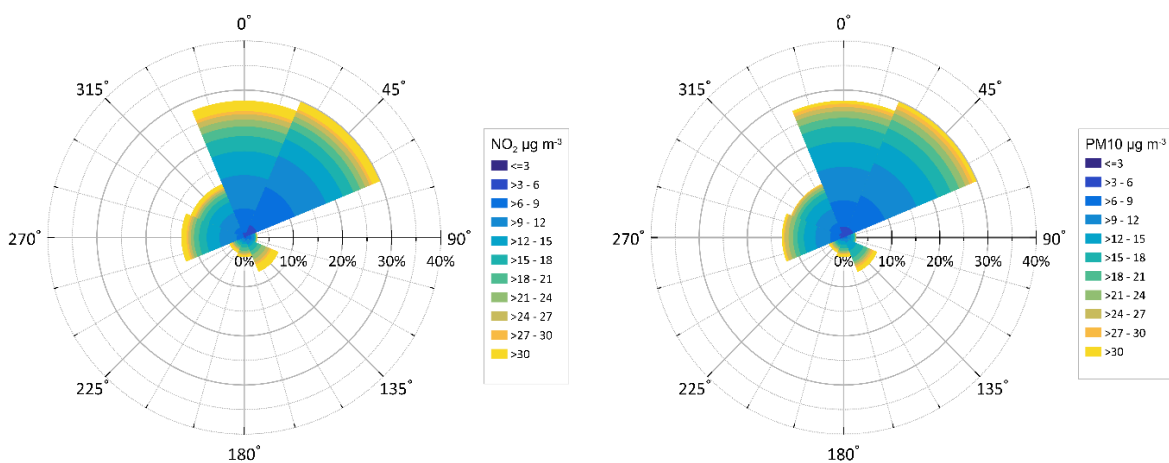 0˚
45˚
90˚
135˚
180˚
225˚
270˚
315˚
0%
10%
20%
30%
40%
NO₂ µg m⁻³
<=3
>3 - 6
>6 - 9
>9 - 12
>12 - 15
>15 - 18
>18 - 21
>21 - 24
>24 - 27
>27 - 30
>30
0˚
45˚
90˚
135˚
180˚
225˚
270˚
315˚
0%
10%
20%
30%
40%
PM10 µg m⁻³
<=3
>3 - 6
>6 - 9
>9 - 12
>12 - 15
>15 - 18
>18 - 21
>21 - 24
>24 - 27
>27 - 30
>30